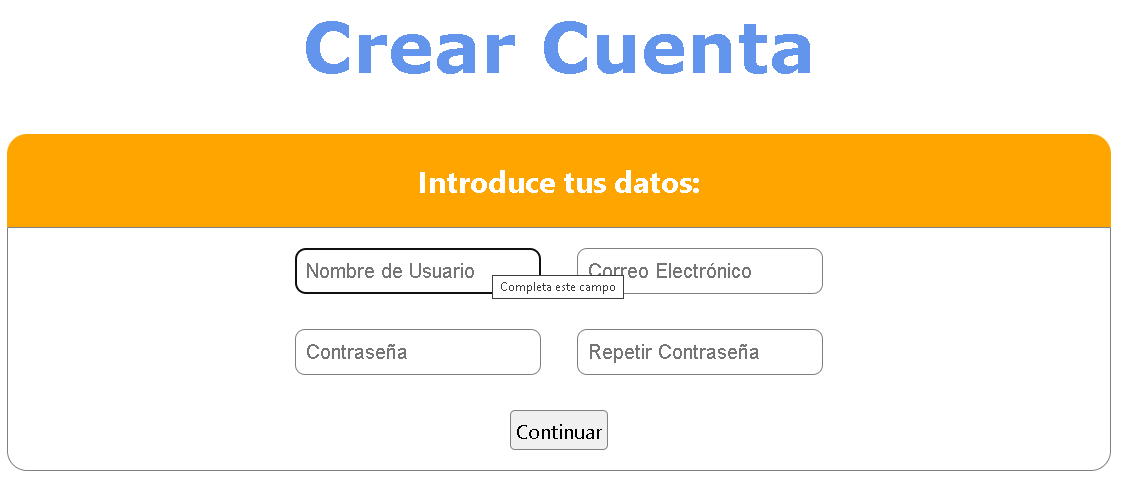 Crear Cuenta
Introduce tus datos:
Nombre de Usuario
Correo Electrónico
Completa este campo
Contraseña
Repetir Contraseña
Continuar